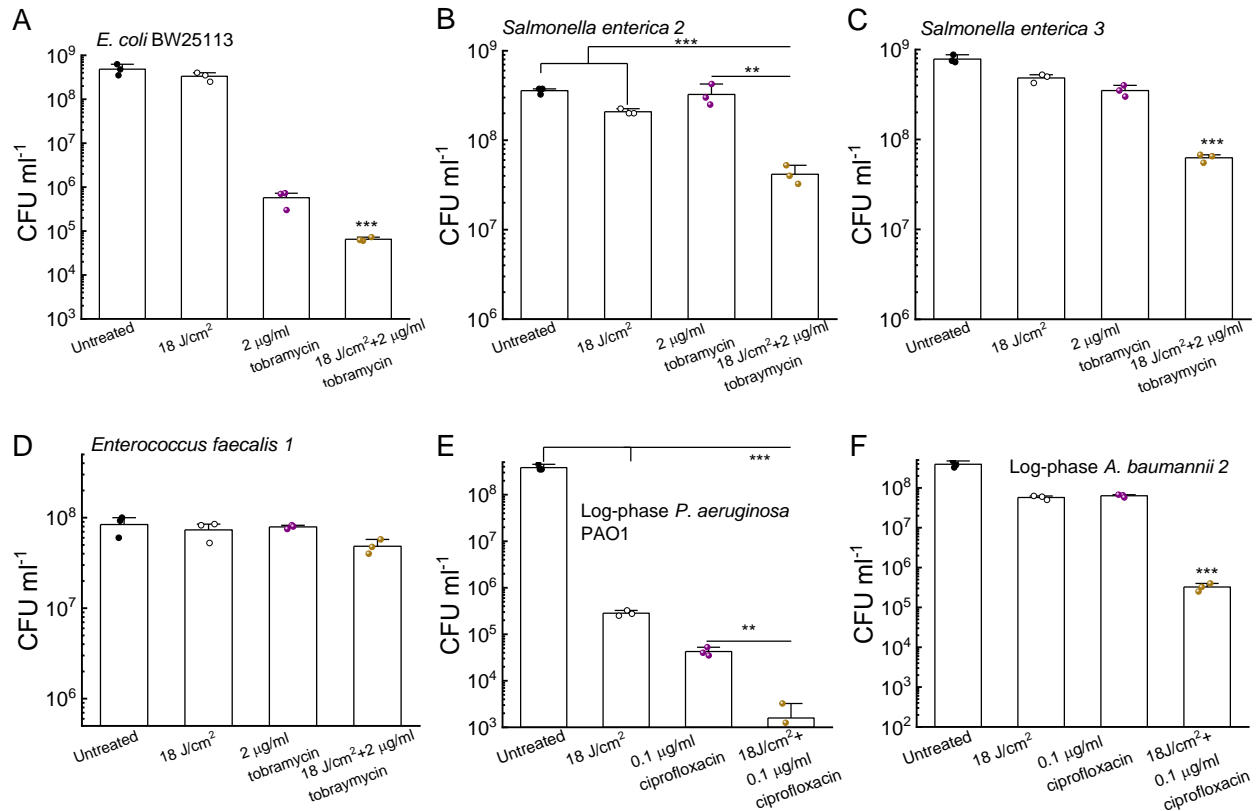 A
E. coli BW25113
CFU ml⁻¹
10⁹
10⁸
10⁷
10⁶
10⁵
10⁴
10³
***
Untreated
18 J/cm²
2 μg/ml
tobramycin
18 J/cm²+2 μg/ml
tobramycin
B
Salmonella enterica 2
CFU ml⁻¹
10⁹
10⁸
10⁷
10⁶
***
**
Untreated
18 J/cm²
2 μg/ml
tobramycin
18 J/cm²+2 μg/ml
tobraymycin
C
Salmonella enterica 3
CFU ml⁻¹
10⁹
10⁸
10⁷
10⁶
***
Untreated
18 J/cm²
2 μg/ml
tobramycin
18 J/cm²+2 μg/ml
tobraymycin
D
Enterococcus faecalis 1
CFU ml⁻¹
10⁸
10⁷
10⁶
Untreated
18 J/cm²
2 μg/ml
tobramycin
18 J/cm²+2 μg/ml
tobraymycin
E
Log-phase P. aeruginosa
PAO1
CFU ml⁻¹
10⁸
10⁷
10⁶
10⁵
10⁴
10³
***
**
Untreated
18 J/cm²
0.1 μg/ml
ciprofloxacin
18J/cm²+
0.1 μg/ml
ciprofloxacin
F
Log-phase A. baumannii 2
CFU ml⁻¹
10⁸
10⁷
10⁶
10⁵
10⁴
10³
10²
***
Untreated
18 J/cm²
0.1 μg/ml
ciprofloxacin
18J/cm²+
0.1 μg/ml
ciprofloxacin